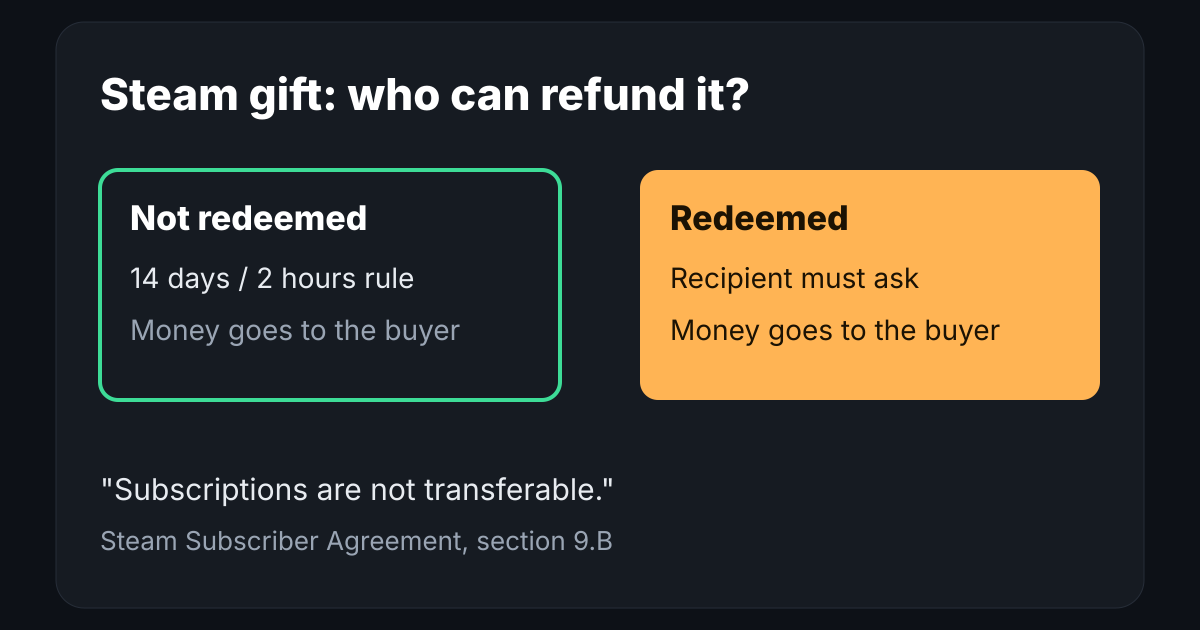 Steam gift: who can refund it?
Not redeemed
14 days / 2 hours rule
Money goes to the buyer
Redeemed
Recipient must ask
Money goes to the buyer
"Subscriptions are not transferable."
Steam Subscriber Agreement, section 9.B